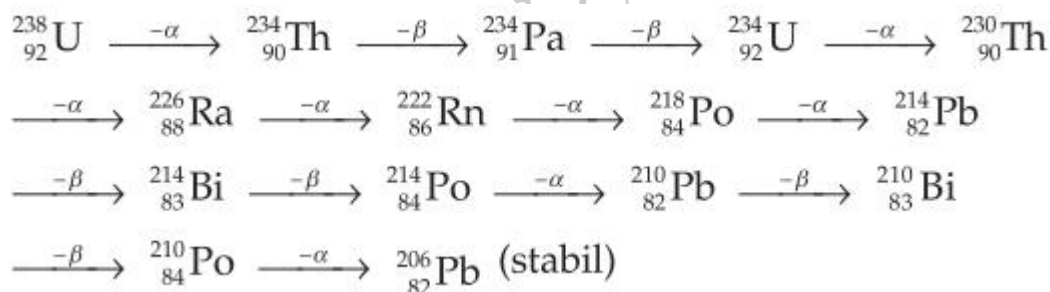 ²³⁸₉₂U —−α→ ²³⁴₉₀Th —−β→ ²³⁴₉₁Pa —−β→ ²³⁴₉₂U —−α→ ²³⁰₉₀Th
—−α→ ²²⁶₈₈Ra —−α→ ²²²₈₆Rn —−α→ ²¹⁸₈₄Po —−α→ ²¹⁴₈₂Pb
—−β→ ²¹⁴₈₃Bi —−β→ ²¹⁴₈₄Po —−α→ ²¹⁰₈₂Pb —−β→ ²¹⁰₈₃Bi
—−β→ ²¹⁰₈₄Po —−α→ ²⁰⁶₈₂Pb (stabil)